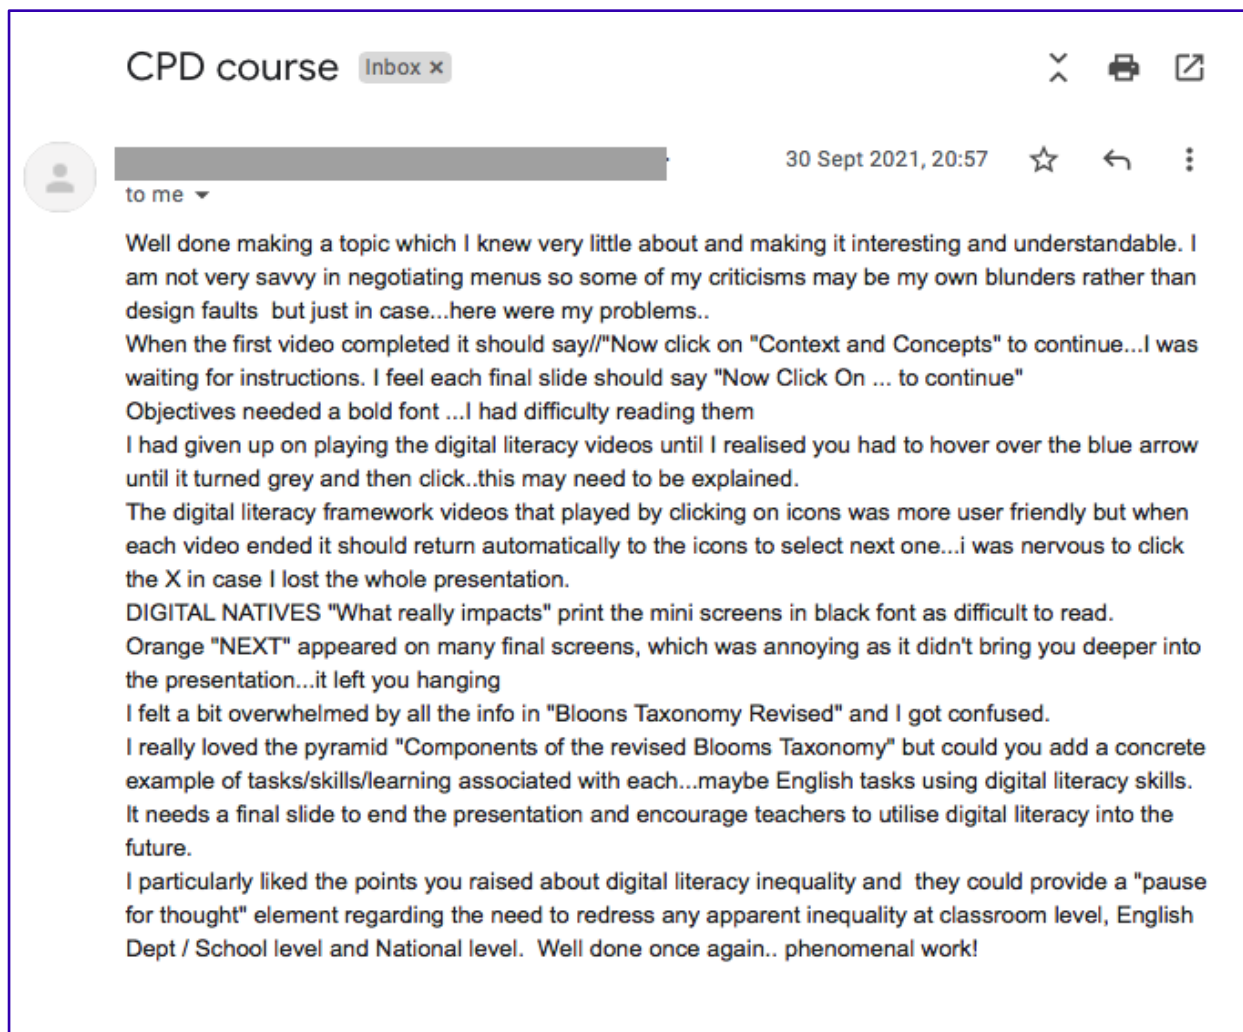 CPD course Inbox ×
30 Sept 2021, 20:57
to me
Well done making a topic which I knew very little about and making it interesting and understandable. I
am not very savvy in negotiating menus so some of my criticisms may be my own blunders rather than
design faults  but just in case...here were my problems..
When the first video completed it should say//"Now click on "Context and Concepts" to continue...I was
waiting for instructions. I feel each final slide should say "Now Click On ... to continue"
Objectives needed a bold font ...I had difficulty reading them
I had given up on playing the digital literacy videos until I realised you had to hover over the blue arrow
until it turned grey and then click..this may need to be explained.
The digital literacy framework videos that played by clicking on icons was more user friendly but when
each video ended it should return automatically to the icons to select next one...i was nervous to click
the X in case I lost the whole presentation.
DIGITAL NATIVES "What really impacts" print the mini screens in black font as difficult to read.
Orange "NEXT" appeared on many final screens, which was annoying as it didn't bring you deeper into
the presentation...it left you hanging
I felt a bit overwhelmed by all the info in "Bloons Taxonomy Revised" and I got confused.
I really loved the pyramid "Components of the revised Blooms Taxonomy" but could you add a concrete
example of tasks/skills/learning associated with each...maybe English tasks using digital literacy skills.
It needs a final slide to end the presentation and encourage teachers to utilise digital literacy into the
future.
I particularly liked the points you raised about digital literacy inequality and  they could provide a "pause
for thought" element regarding the need to redress any apparent inequality at classroom level, English
Dept / School level and National level.  Well done once again.. phenomenal work!